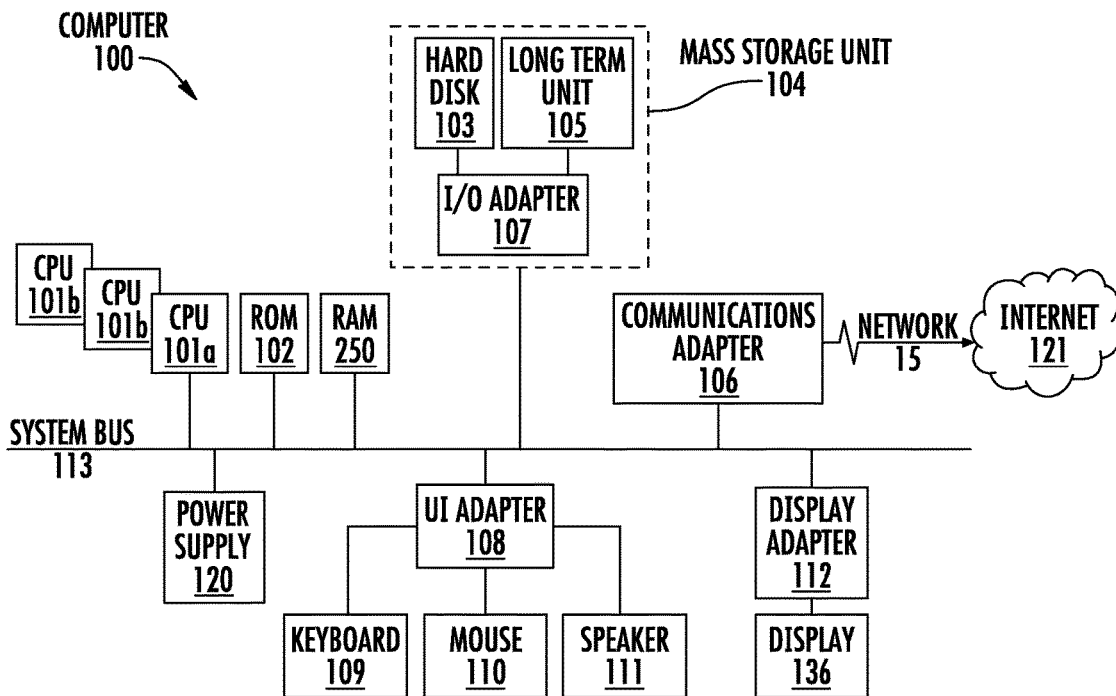 COMPUTER
100
HARD
DISK
103
LONG TERM
UNIT
105
MASS STORAGE UNIT
104
I/O ADAPTER
107
CPU
101b
CPU
101b
CPU
101a
ROM
102
RAM
250
COMMUNICATIONS
ADAPTER
106
NETWORK
15
INTERNET
121
SYSTEM BUS
113
POWER
SUPPLY
120
UI ADAPTER
108
DISPLAY
ADAPTER
112
KEYBOARD
109
MOUSE
110
SPEAKER
111
DISPLAY
136